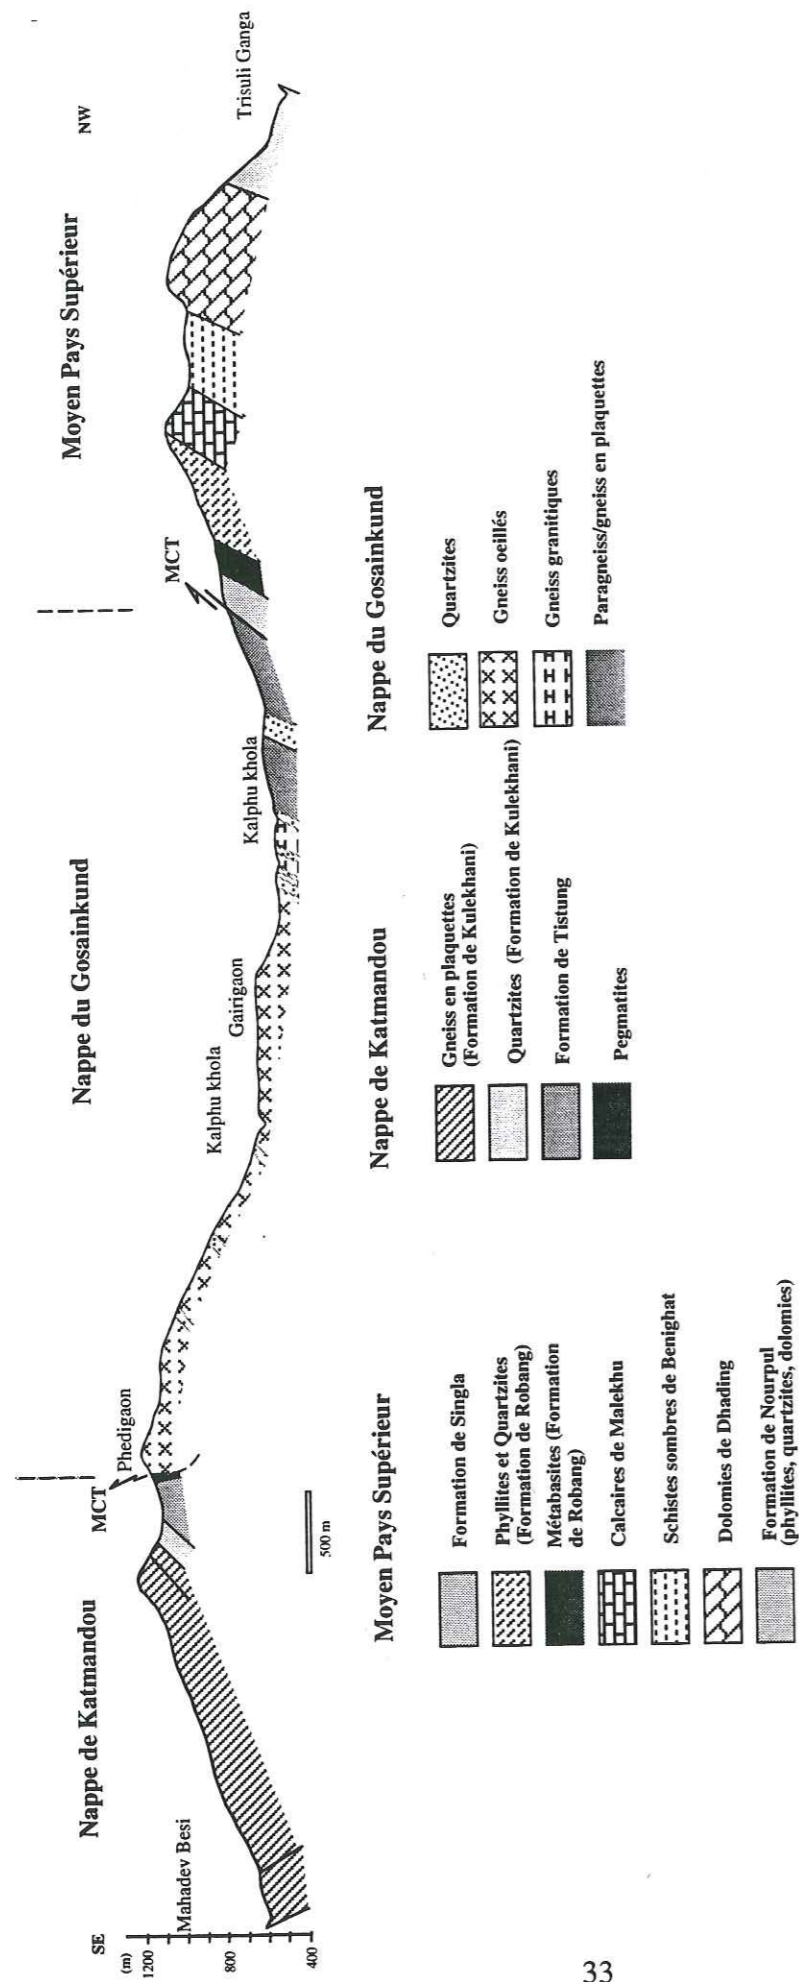 SE
NW
Nappe de Katmandou
Nappe du Gosainkund
Moyen Pays Supérieur
MCT
MCT
(m)
1200
800
400
Mahadev Besi
Phedigaon
Kalphu khola
Gairigaon
Kalphu khola
Trisuli Ganga
500 m
Moyen Pays Supérieur
Formation de Singla
Phyllites et Quartzites
(Formation de Robang)
Métabasites (Formation
de Robang)
Calcaires de Malekhu
Schistes sombres de Benighat
Dolomies de Dhading
Formation de Nourpul
(phyllites, quartzites, dolomies)
Nappe de Katmandou
Gneiss en plaquettes
(Formation de Kulekhani)
Quartzites (Formation de Kulekhani)
Formation de Tistung
Pegmatites
Nappe du Gosainkund
Quartzites
Gneiss oeillés
Gneiss granitiques
Paragneiss/gneiss en plaquettes
33